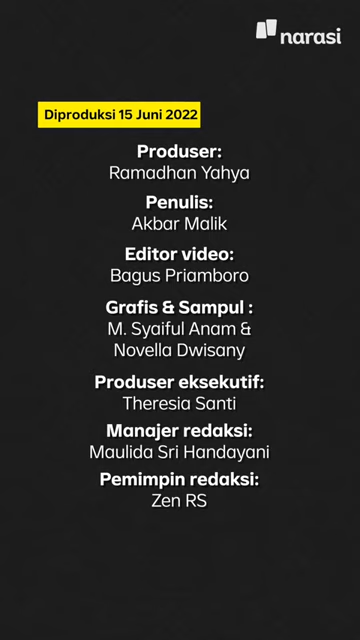 narasi
Diproduksi 15 Juni 2022
Produser:
Ramadhan Yahya
Penulis:
Akbar Malik
Editor video:
Bagus Priamboro
Grafis & Sampul :
M. Syaiful Anam &
Novella Dwisany
Produser eksekutif:
Theresia Santi
Manajer redaksi:
Maulida Sri Handayani
Pemimpin redaksi:
Zen RS